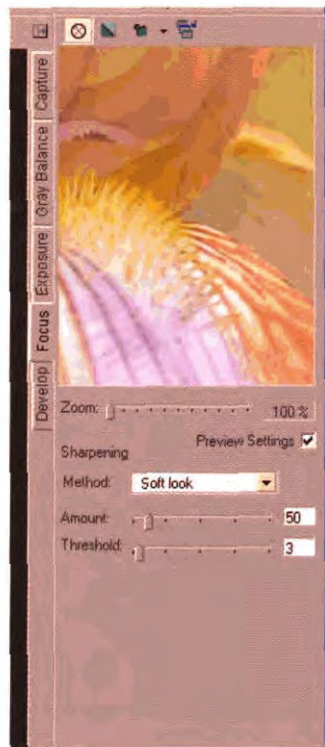 Capture
Gray Balance
Exposure
Focus
Develop
Zoom: 100 %
Preview Settings
Sharpening
Method: Soft look
Amount: 50
Threshold: 3